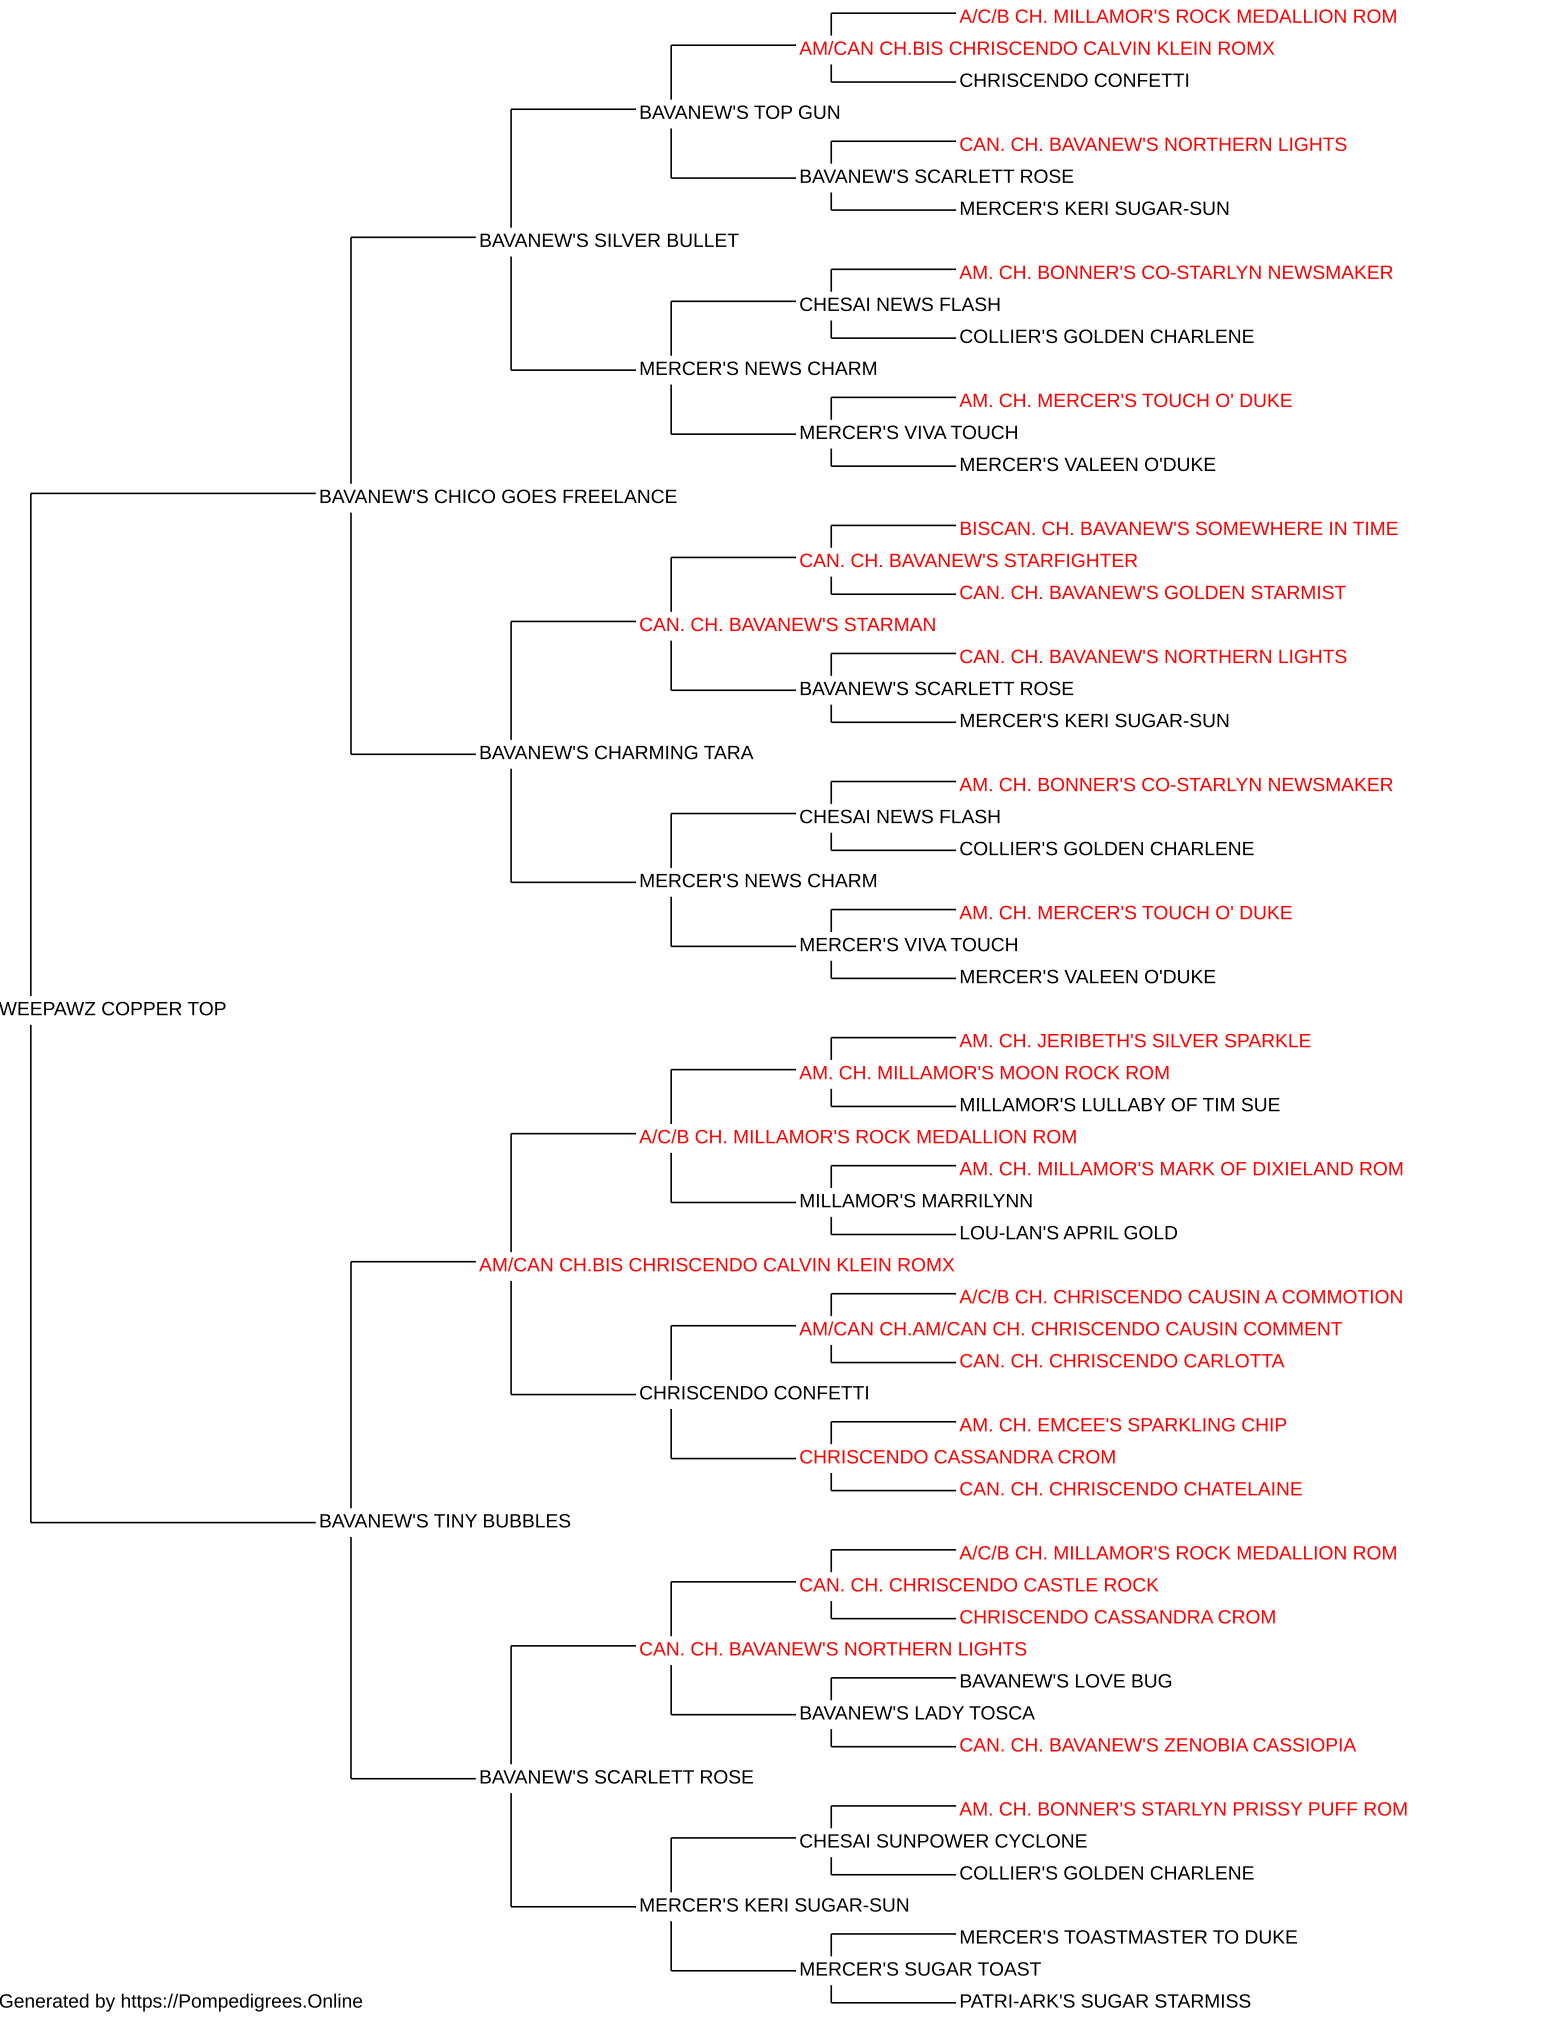 A/C/B CH. MILLAMOR'S ROCK MEDALLION ROM
AM/CAN CH.BIS CHRISCENDO CALVIN KLEIN ROMX
CHRISCENDO CONFETTI
BAVANEW'S TOP GUN
CAN. CH. BAVANEW'S NORTHERN LIGHTS
BAVANEW'S SCARLETT ROSE
MERCER'S KERI SUGAR-SUN
BAVANEW'S SILVER BULLET
AM. CH. BONNER'S CO-STARLYN NEWSMAKER
CHESAI NEWS FLASH
COLLIER'S GOLDEN CHARLENE
MERCER'S NEWS CHARM
AM. CH. MERCER'S TOUCH O' DUKE
MERCER'S VIVA TOUCH
MERCER'S VALEEN O'DUKE
BAVANEW'S CHICO GOES FREELANCE
BISCAN. CH. BAVANEW'S SOMEWHERE IN TIME
CAN. CH. BAVANEW'S STARFIGHTER
CAN. CH. BAVANEW'S GOLDEN STARMIST
CAN. CH. BAVANEW'S STARMAN
CAN. CH. BAVANEW'S NORTHERN LIGHTS
BAVANEW'S SCARLETT ROSE
MERCER'S KERI SUGAR-SUN
BAVANEW'S CHARMING TARA
AM. CH. BONNER'S CO-STARLYN NEWSMAKER
CHESAI NEWS FLASH
COLLIER'S GOLDEN CHARLENE
MERCER'S NEWS CHARM
AM. CH. MERCER'S TOUCH O' DUKE
MERCER'S VIVA TOUCH
MERCER'S VALEEN O'DUKE
WEEPAWZ COPPER TOP
AM. CH. JERIBETH'S SILVER SPARKLE
AM. CH. MILLAMOR'S MOON ROCK ROM
MILLAMOR'S LULLABY OF TIM SUE
A/C/B CH. MILLAMOR'S ROCK MEDALLION ROM
AM. CH. MILLAMOR'S MARK OF DIXIELAND ROM
MILLAMOR'S MARRILYNN
LOU-LAN'S APRIL GOLD
AM/CAN CH.BIS CHRISCENDO CALVIN KLEIN ROMX
A/C/B CH. CHRISCENDO CAUSIN A COMMOTION
AM/CAN CH.AM/CAN CH. CHRISCENDO CAUSIN COMMENT
CAN. CH. CHRISCENDO CARLOTTA
CHRISCENDO CONFETTI
AM. CH. EMCEE'S SPARKLING CHIP
CHRISCENDO CASSANDRA CROM
CAN. CH. CHRISCENDO CHATELAINE
BAVANEW'S TINY BUBBLES
A/C/B CH. MILLAMOR'S ROCK MEDALLION ROM
CAN. CH. CHRISCENDO CASTLE ROCK
CHRISCENDO CASSANDRA CROM
CAN. CH. BAVANEW'S NORTHERN LIGHTS
BAVANEW'S LOVE BUG
BAVANEW'S LADY TOSCA
CAN. CH. BAVANEW'S ZENOBIA CASSIOPIA
BAVANEW'S SCARLETT ROSE
AM. CH. BONNER'S STARLYN PRISSY PUFF ROM
CHESAI SUNPOWER CYCLONE
COLLIER'S GOLDEN CHARLENE
MERCER'S KERI SUGAR-SUN
MERCER'S TOASTMASTER TO DUKE
MERCER'S SUGAR TOAST
PATRI-ARK'S SUGAR STARMISS
Generated by https://Pompedigrees.Online